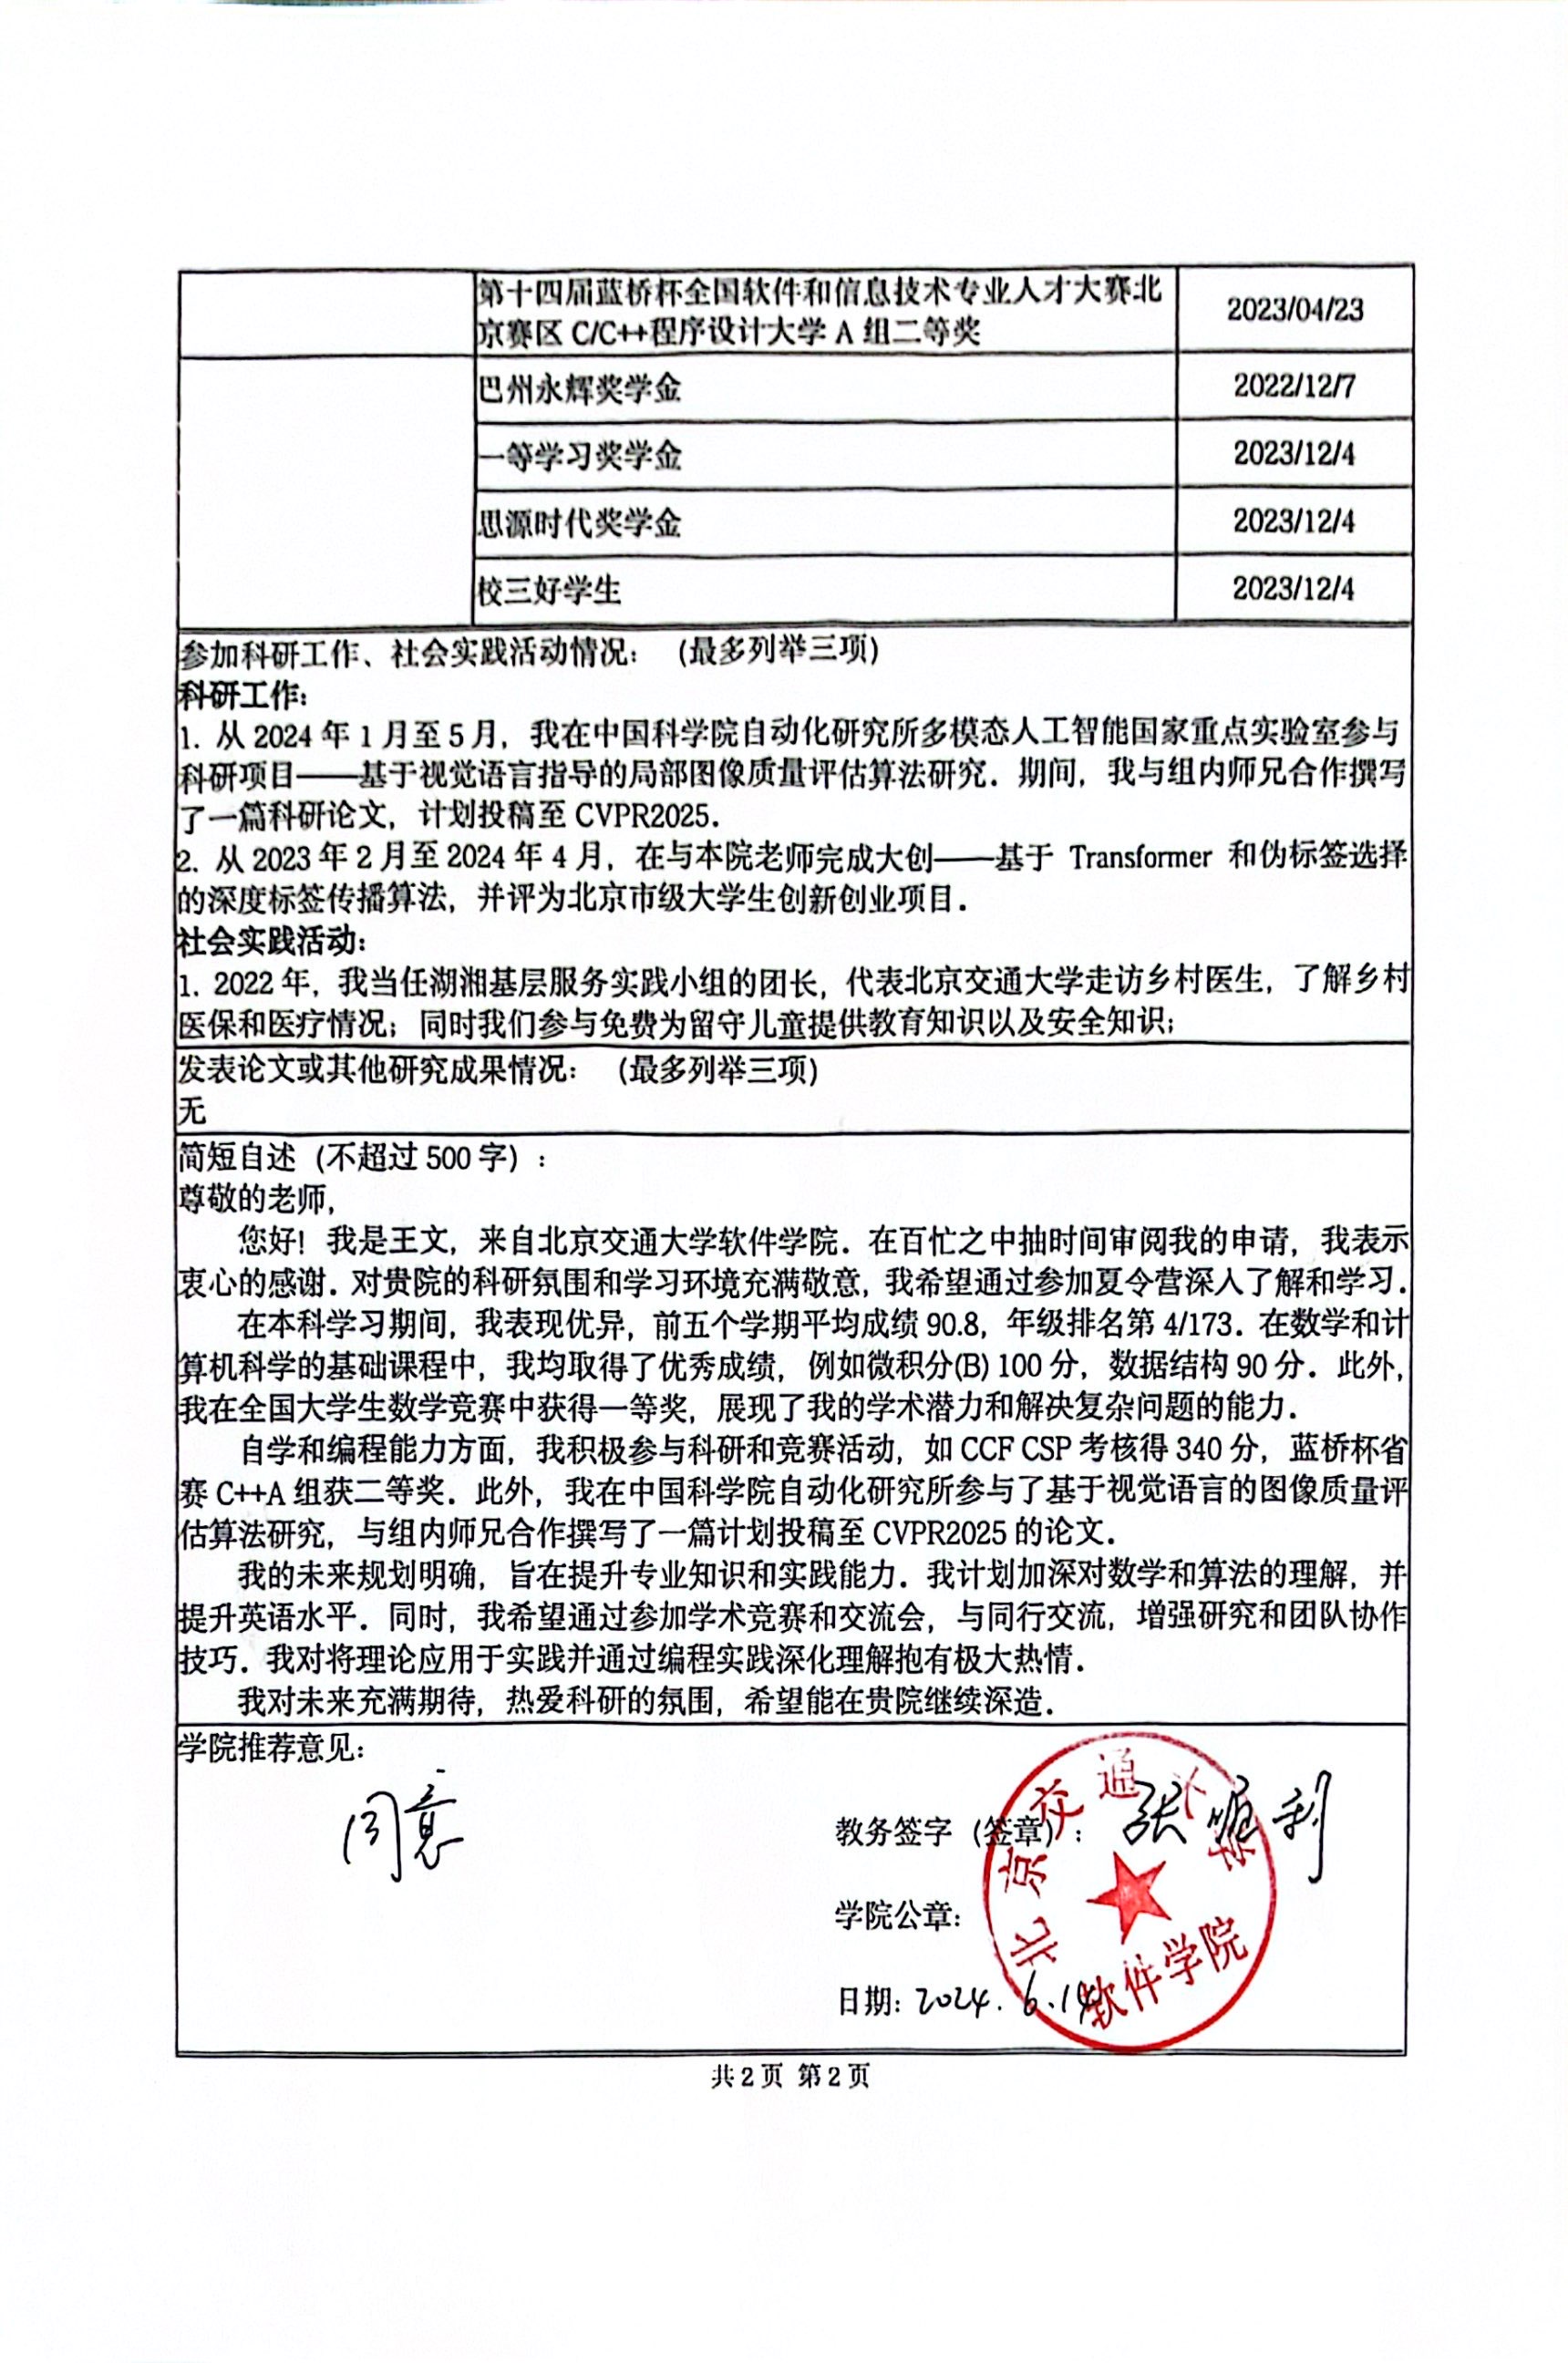 第十四届蓝桥杯全国软件和信息技术专业人才大赛北
京赛区 C/C++程序设计大学 A 组二等奖
2023/04/23
巴州永辉奖学金
2022/12/7
一等学习奖学金
2023/12/4
思源时代奖学金
2023/12/4
校三好学生
2023/12/4
参加科研工作、社会实践活动情况：（最多列举三项）
科研工作：
1. 从 2024 年 1 月至 5 月，我在中国科学院自动化研究所多模态人工智能国家重点实验室参与
科研项目——基于视觉语言指导的局部图像质量评估算法研究．期间，我与组内师兄合作撰写
了一篇科研论文，计划投稿至 CVPR2025．
2. 从 2023 年 2 月至 2024 年 4 月，在与本院老师完成大创——基于 Transformer 和伪标签选择
的深度标签传播算法，并评为北京市级大学生创新创业项目．
社会实践活动：
1. 2022 年，我当任湖湘基层服务实践小组的团长，代表北京交通大学走访乡村医生，了解乡村
医保和医疗情况；同时我们参与免费为留守儿童提供教育知识以及安全知识；
发表论文或其他研究成果情况：（最多列举三项）
无
简短自述（不超过 500 字）：
尊敬的老师，
您好！我是王文，来自北京交通大学软件学院．在百忙之中抽时间审阅我的申请，我表示
衷心的感谢．对贵院的科研氛围和学习环境充满敬意，我希望通过参加夏令营深入了解和学习．
在本科学习期间，我表现优异，前五个学期平均成绩 90.8，年级排名第 4/173．在数学和计
算机科学的基础课程中，我均取得了优秀成绩，例如微积分(B) 100 分，数据结构 90 分．此外，
我在全国大学生数学竞赛中获得一等奖，展现了我的学术潜力和解决复杂问题的能力．
自学和编程能力方面，我积极参与科研和竞赛活动，如 CCF CSP 考核得 340 分，蓝桥杯省
赛 C++A 组获二等奖．此外，我在中国科学院自动化研究所参与了基于视觉语言的图像质量评
估算法研究，与组内师兄合作撰写了一篇计划投稿至 CVPR2025 的论文．
我的未来规划明确，旨在提升专业知识和实践能力．我计划加深对数学和算法的理解，并
提升英语水平．同时，我希望通过参加学术竞赛和交流会，与同行交流，增强研究和团队协作
技巧．我对将理论应用于实践并通过编程实践深化理解抱有极大热情．
我对未来充满期待，热爱科研的氛围，希望能在贵院继续深造．
学院推荐意见：
同意
教务签字（签章）：张 利
学院公章：
北京交通大学
软件学院
日期：2024.6.14
共 2 页 第 2 页